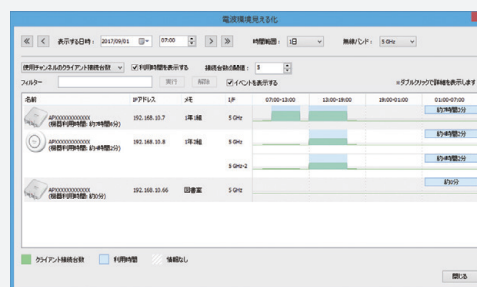 電波環境見える化
表示する日時: 2017/09/01 07:00 時間範囲: 1日 無線バンド: 5 GHz
使用チャンネルのクライアント接続台数 利用時間を表示する 接続台数の閾値: 5
フィルター 実行 解除 イベントを表示する ※ダブルクリックで詳細を表示します
名前 IPアドレス メモ I/F 07:00-13:00 13:00-19:00 19:00-01:00 01:00-07:00
192.168.10.7 1年1組 5 GHz
192.168.10.8 1年2組 5 GHz
5 GHz-2
192.168.10.66 図書室 5 GHz
クライアント接続台数 利用時間 情報なし
閉じる